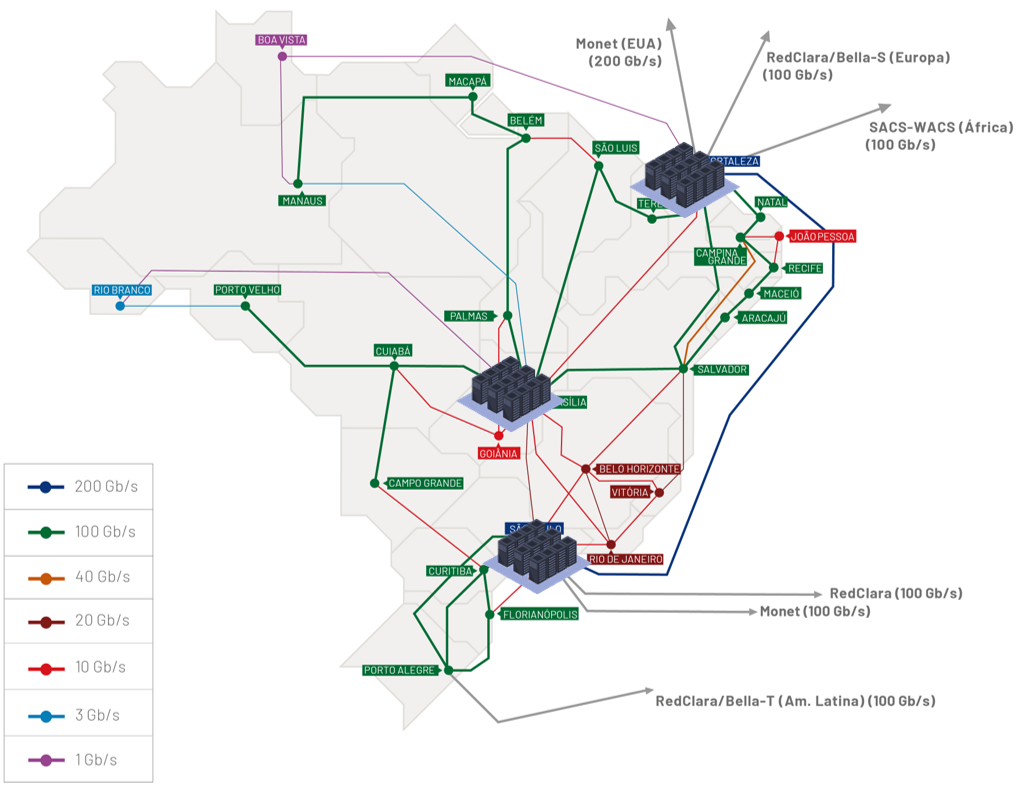 BOA VISTA
Monet (EUA)
(200 Gb/s)
RedClara/Bella-S (Europa)
(100 Gb/s)
MACAPÁ
BELÉM
SACS-WACS (África)
(100 Gb/s)
SÃO LUIS
MANAUS
NATAL
JOÃO PESSOA
CAMPINA
GRANDE
RECIFE
RIO BRANCO
PORTO VELHO
MACEIÓ
PALMAS
ARACAJÚ
CUIABÁ
SALVADOR
GOIÂNIA
BELO HORIZONTE
CAMPO GRANDE
VITÓRIA
200 Gb/s
100 Gb/s
40 Gb/s
20 Gb/s
10 Gb/s
3 Gb/s
1 Gb/s
RIO DE JANEIRO
CURITIBA
RedClara (100 Gb/s)
Monet (100 Gb/s)
FLORIANÓPOLIS
PORTO ALEGRE
RedClara/Bella-T (Am. Latina) (100 Gb/s)